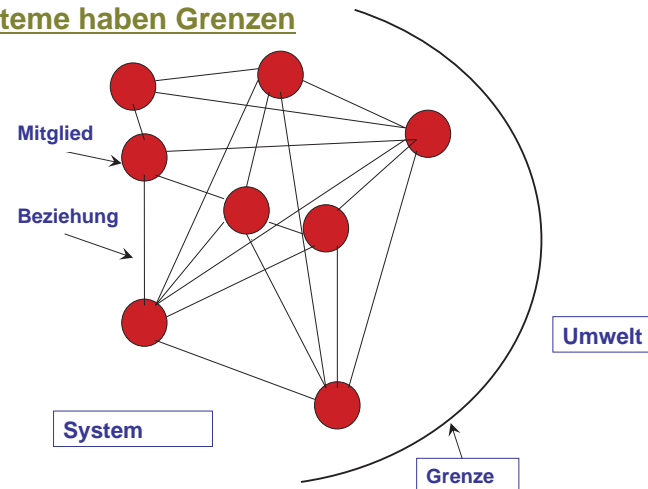 teme haben Grenzen
Mitglied
Beziehung
Umwelt
System
Grenze